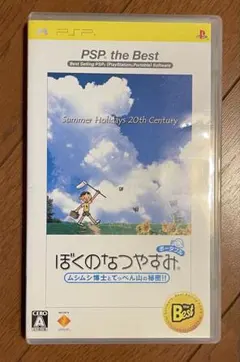 PSP
PSP® the Best
Best Selling PSP® (PlayStation®Portable) Software
Summer Holidays 20th Century
ぼくのなつやすみ
ポータブル
ムシムシ博士とてっぺん山の秘密!!
CERO
A
the Best